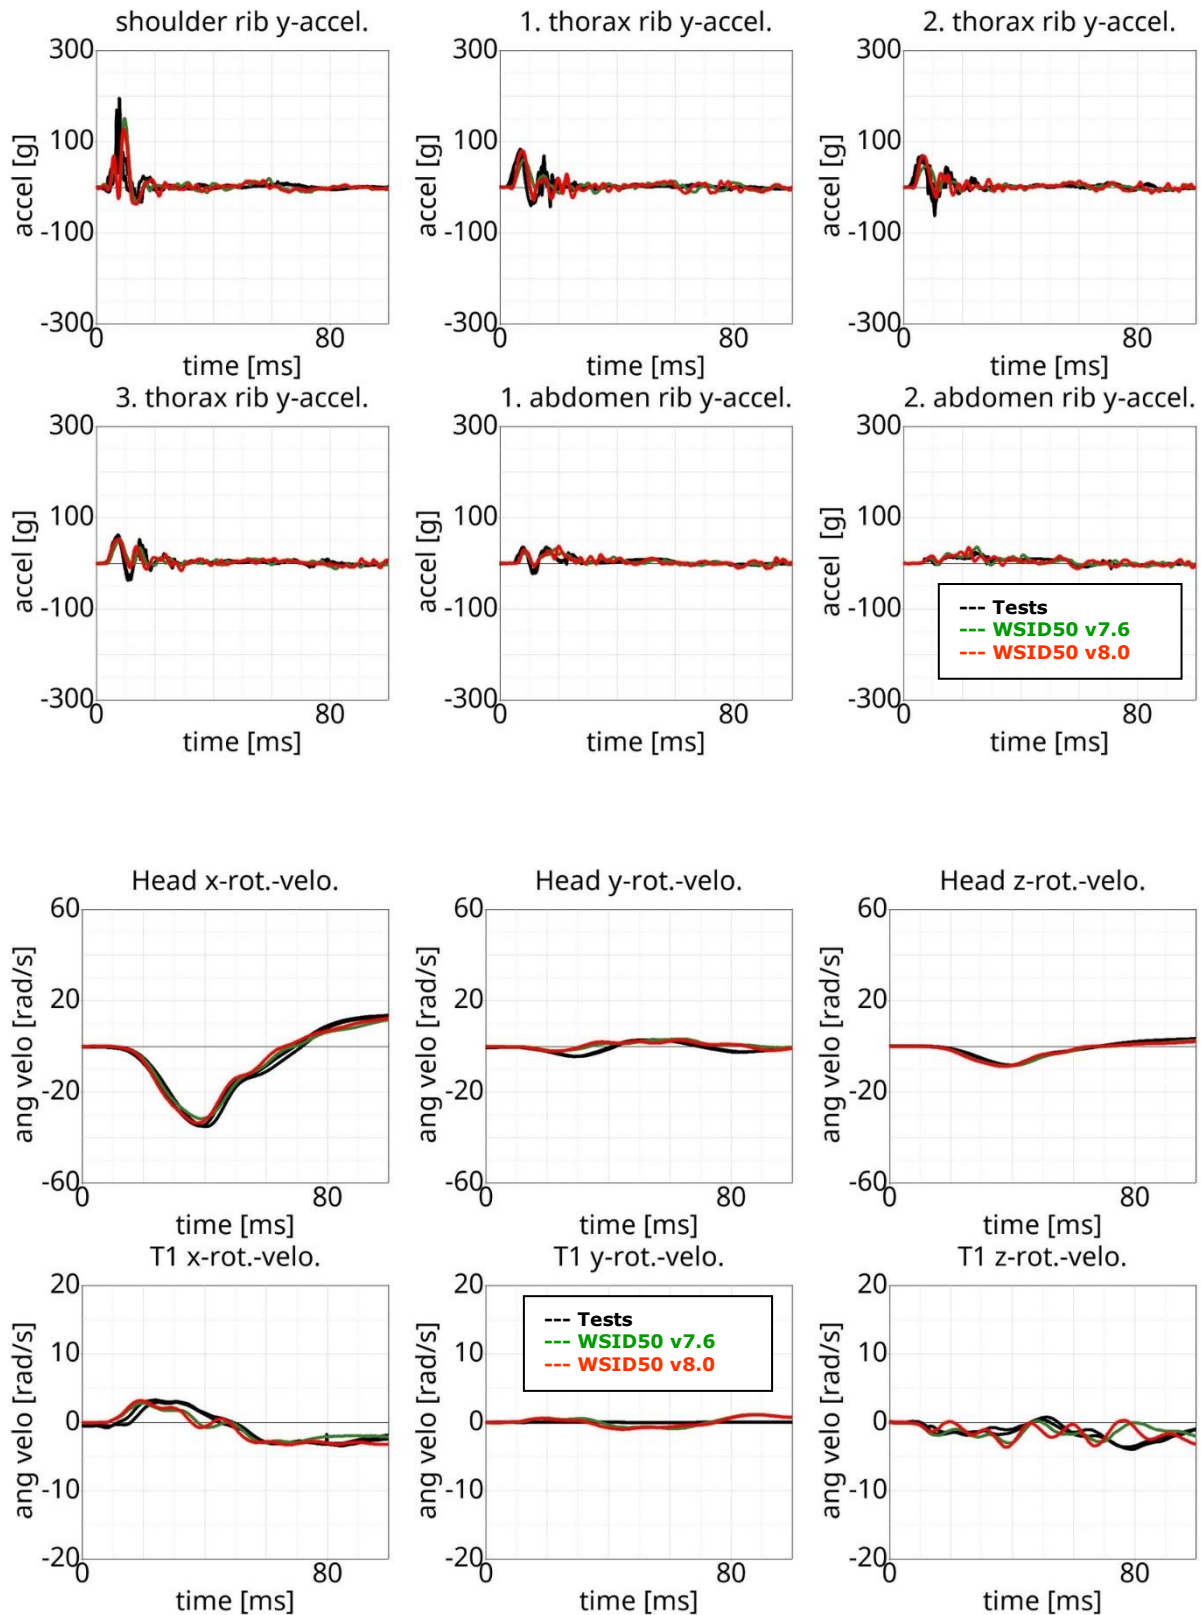 shoulder rib y-accel.
1. thorax rib y-accel.
2. thorax rib y-accel.
300
100
-100
-300
accel [g]
0
80
time [ms]
300
100
-100
-300
accel [g]
0
80
time [ms]
300
100
-100
-300
accel [g]
0
80
time [ms]
3. thorax rib y-accel.
1. abdomen rib y-accel.
2. abdomen rib y-accel.
300
100
-100
-300
accel [g]
0
80
time [ms]
300
100
-100
-300
accel [g]
0
80
time [ms]
300
100
-100
-300
accel [g]
0
80
time [ms]
--- Tests
--- WSID50 v7.6
--- WSID50 v8.0
Head x-rot.-velo.
Head y-rot.-velo.
Head z-rot.-velo.
60
20
-20
-60
ang velo [rad/s]
0
80
time [ms]
60
20
-20
-60
ang velo [rad/s]
0
80
time [ms]
60
20
-20
-60
ang velo [rad/s]
0
80
time [ms]
T1 x-rot.-velo.
T1 y-rot.-velo.
T1 z-rot.-velo.
20
10
0
-10
-20
ang velo [rad/s]
0
80
time [ms]
20
10
0
-10
-20
ang velo [rad/s]
0
80
time [ms]
--- Tests
--- WSID50 v7.6
--- WSID50 v8.0
20
10
0
-10
-20
ang velo [rad/s]
0
80
time [ms]